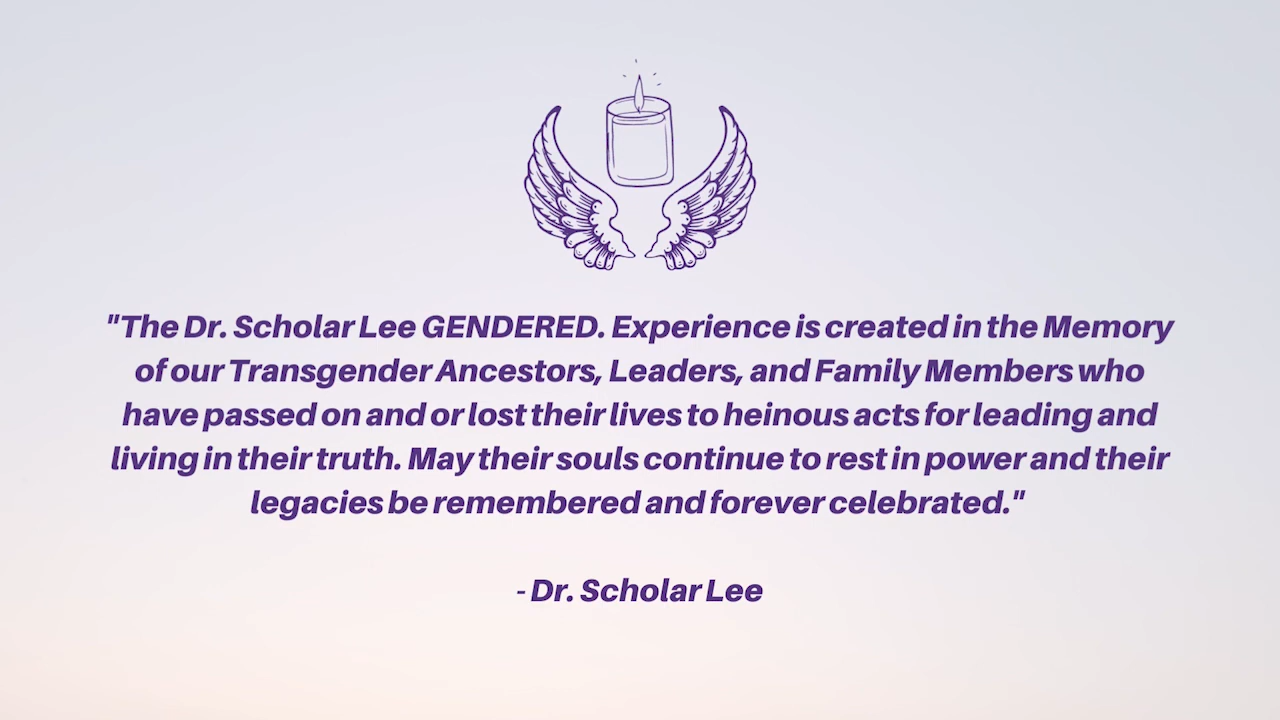 "The Dr. Scholar Lee GENDERED. Experience is created in the Memory
of our Transgender Ancestors, Leaders, and Family Members who
have passed on and or lost their lives to heinous acts for leading and
living in their truth. May their souls continue to rest in power and their
legacies be remembered and forever celebrated."
- Dr. Scholar Lee